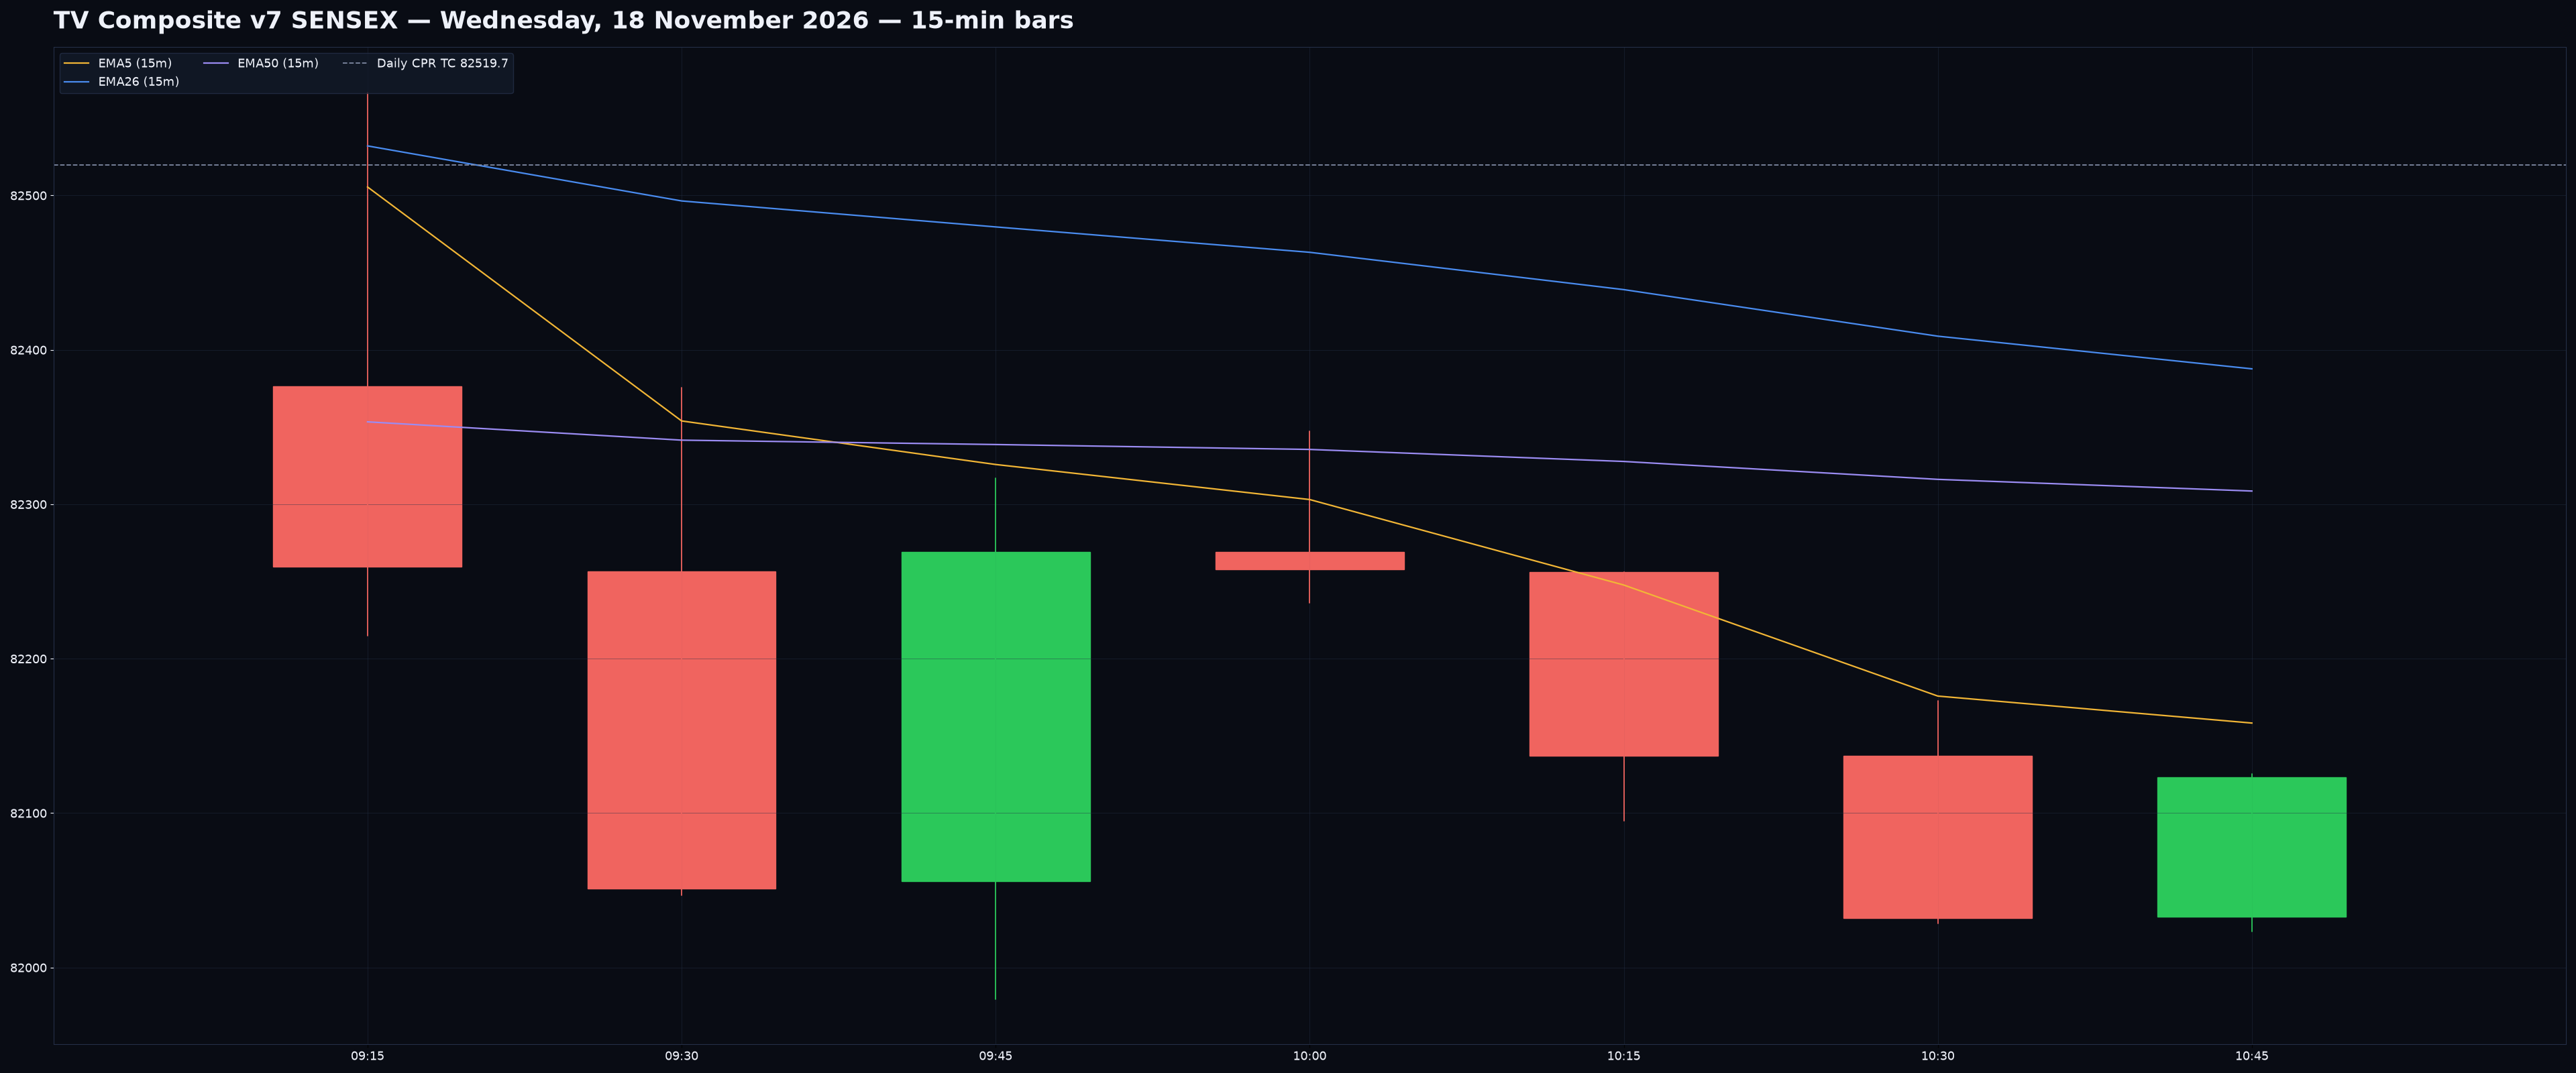 TV Composite v7 SENSEX — Wednesday, 18 November 2026 — 15-min bars
EMA5 (15m) EMA50 (15m) Daily CPR TC 82519.7
EMA26 (15m)
82500
82400
82300
82200
82100
82000
09:15 09:30 09:45 10:00 10:15 10:30 10:45